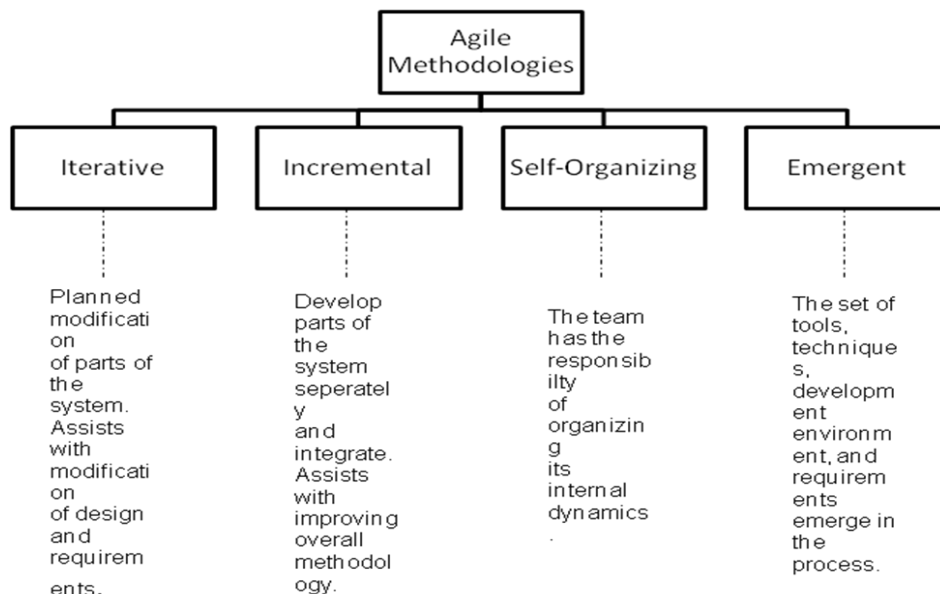 Agile
Methodologies
Iterative
Incremental
Self-Organizing
Emergent
Planned
modificati
on
of parts of
the
system.
Assists
with
modificati
on
of design
and
requirem
ents.
Develop
parts of
the
system
seperatel
y
and
integrate.
Assists
with
improving
overall
methodol
ogy.
The team
has the
responsib
ilty
of
organizin
g
its
internal
dynamics
.
The set of
tools,
technique
s,
developm
ent
environm
ent, and
requirem
ents
emerge in
the
process.